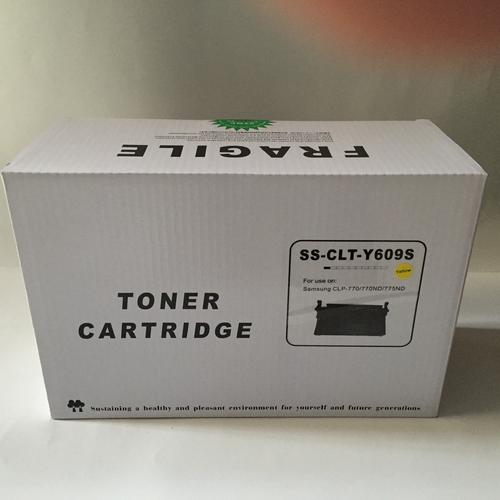 FRAGILE
SS-CLT-Y609S
Yellow
For use on:
Samsung CLP-770/770ND/775ND
TONER
CARTRIDGE
Sustaining a healthy and pleasant environment for yourself and future generations